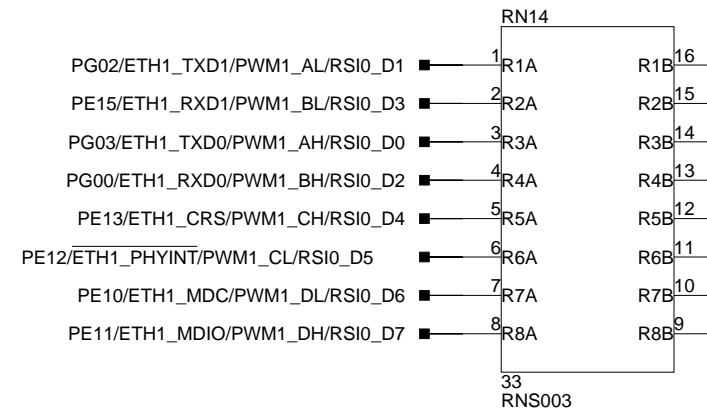 RN14
PG02/ETH1_TXD1/PWM1_AL/RSI0_D1 1 R1A R1B 16
PE15/ETH1_RXD1/PWM1_BL/RSI0_D3 2 R2A R2B 15
PG03/ETH1_TXD0/PWM1_AH/RSI0_D0 3 R3A R3B 14
PG00/ETH1_RXD0/PWM1_BH/RSI0_D2 4 R4A R4B 13
PE13/ETH1_CRS/PWM1_CH/RSI0_D4 5 R5A R5B 12
PE12/ETH1_PHYINT/PWM1_CL/RSI0_D5 6 R6A R6B 11
PE10/ETH1_MDC/PWM1_DL/RSI0_D6 7 R7A R7B 10
PE11/ETH1_MDIO/PWM1_DH/RSI0_D7 8 R8A R8B 9
33
RNS003